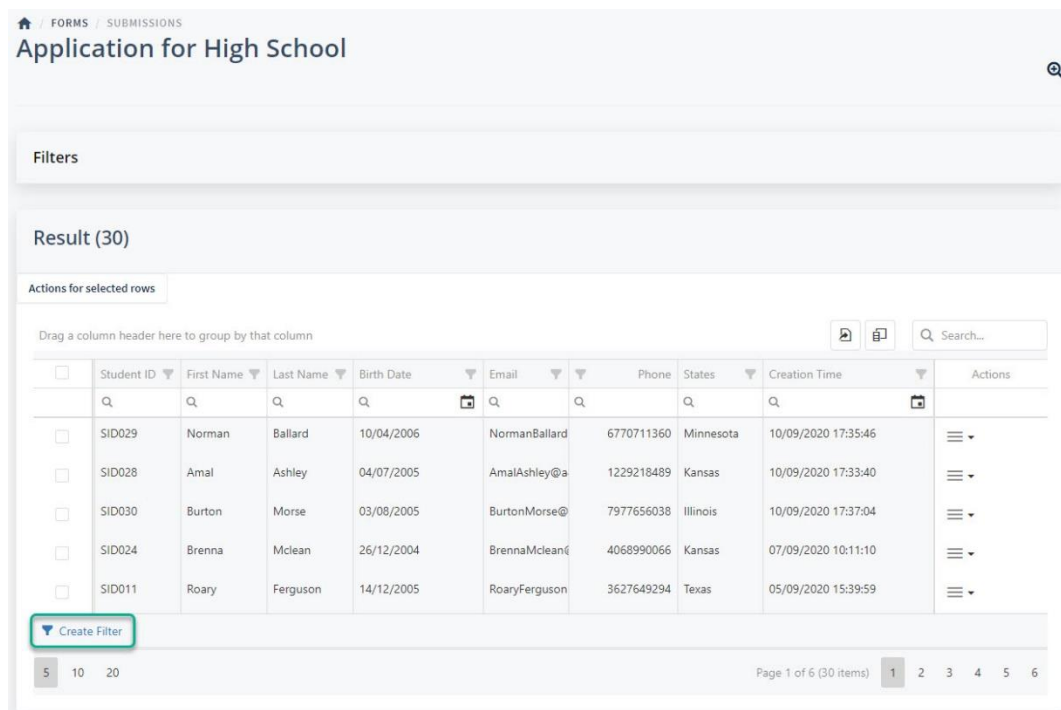 / FORMS / SUBMISSIONS
Application for High School
Filters
Result (30)
Actions for selected rows
Drag a column header here to group by that column Search...
Student ID First Name Last Name Birth Date Email Phone States Creation Time Actions
SID029 Norman Ballard 10/04/2006 NormanBallard 6770711360 Minnesota 10/09/2020 17:35:46
SID028 Amal Ashley 04/07/2005 AmalAshley@a 1229218489 Kansas 10/09/2020 17:33:40
SID030 Burton Morse 03/08/2005 BurtonMorse@ 7977656038 Illinois 10/09/2020 17:37:04
SID024 Brenna Mclean 26/12/2004 BrennaMclean@ 4068990066 Kansas 07/09/2020 10:11:10
SID011 Roary Ferguson 14/12/2005 RoaryFerguson 3627649294 Texas 05/09/2020 15:39:59
Create Filter
5 10 20 Page 1 of 6 (30 items) 1 2 3 4 5 6